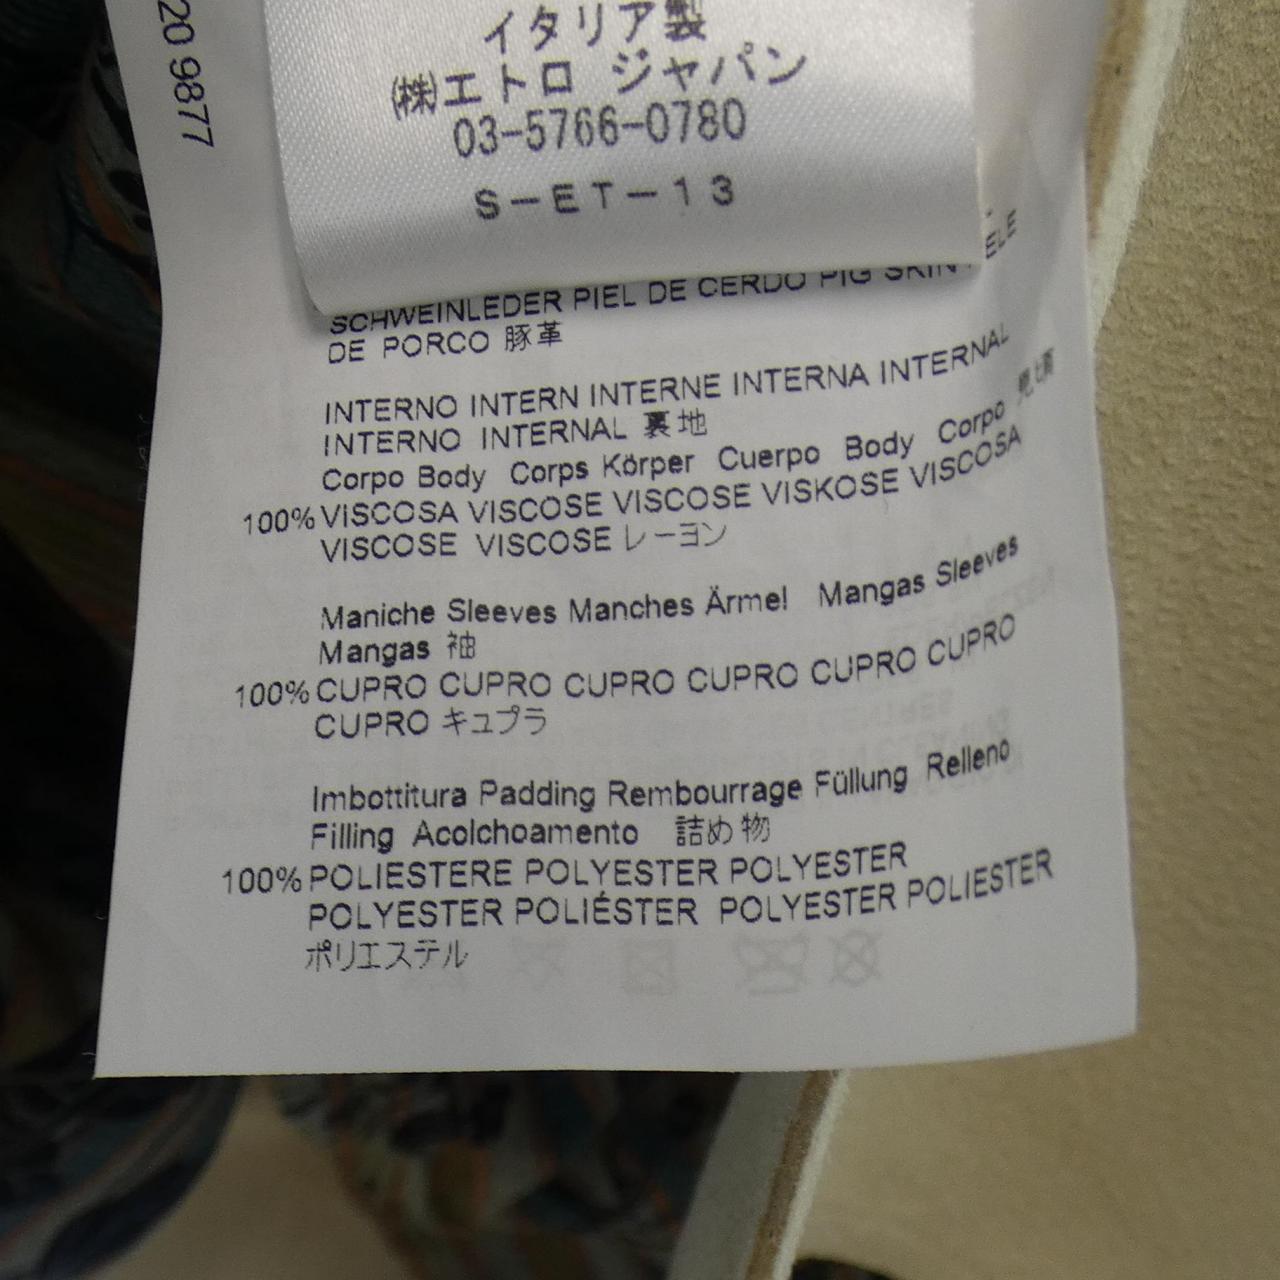 20 9877
イタリア製
㈱エトロ ジャパン
03-5766-0780
S-ET-13
SCHWEINLEDER PIEL DE CERDO PIG SKIN PELE
DE PORCO 豚革
INTERNO INTERN INTERNE INTERNA INTERNAL
INTERNO INTERNAL 裏地
Corpo Body Corps Körper Cuerpo Body Corpo 見頃
100% VISCOSA VISCOSE VISCOSE VISKOSE VISCOSA
VISCOSE VISCOSE レーヨン
Maniche Sleeves Manches Ärmel Mangas Sleeves
Mangas 袖
100% CUPRO CUPRO CUPRO CUPRO CUPRO CUPRO
CUPRO キュプラ
Imbottitura Padding Rembourrage Füllung Relleno
Filling Acolchoamento 詰め物
100% POLIESTERE POLYESTER POLYESTER
POLYESTER POLIÉSTER POLYESTER POLIESTER
ポリエステル